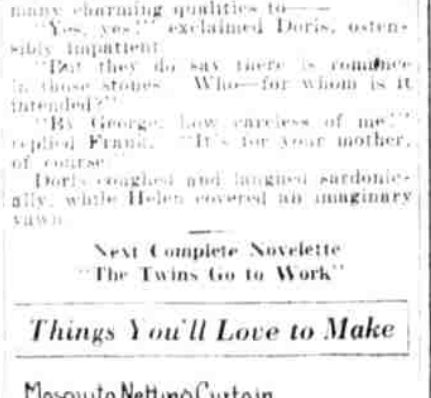 many charming qualities to——
"Yes, yes!" exclaimed Doris, osten-
sibly impatient.
"But they do say there is romance
in those stones. Who—for whom is it
intended?"
"By George, how careless of me!"
replied Frank. "It's for your mother,
of course."
Doris coughed and laughed sardonic-
ally, while Helen covered an imaginary
yawn.
Next Complete Novelette
"The Twins Go to Work"
Things You'll Love to Make
Mosquito Netting Curtain